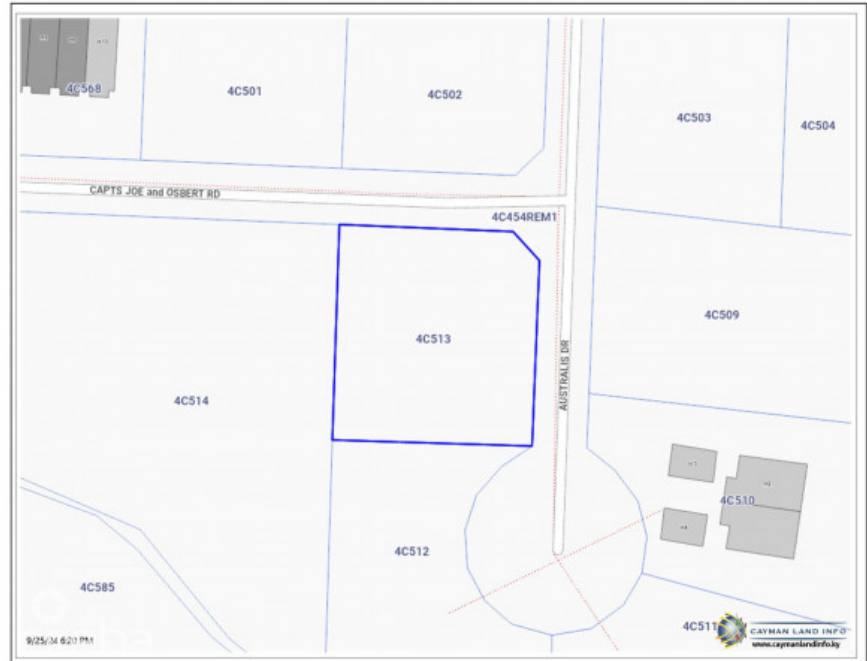 4C568
4C501
4C502
4C503
4C504
CAPTS JOE and OSBERT RD
4C454REM1
4C513
4C509
4C514
AUSTRALIS DR
4C510
4C512
4C585
4C511
9/25/24 6:20 PM
CAYMAN LAND INFO
www.caymanlandinfo.ky